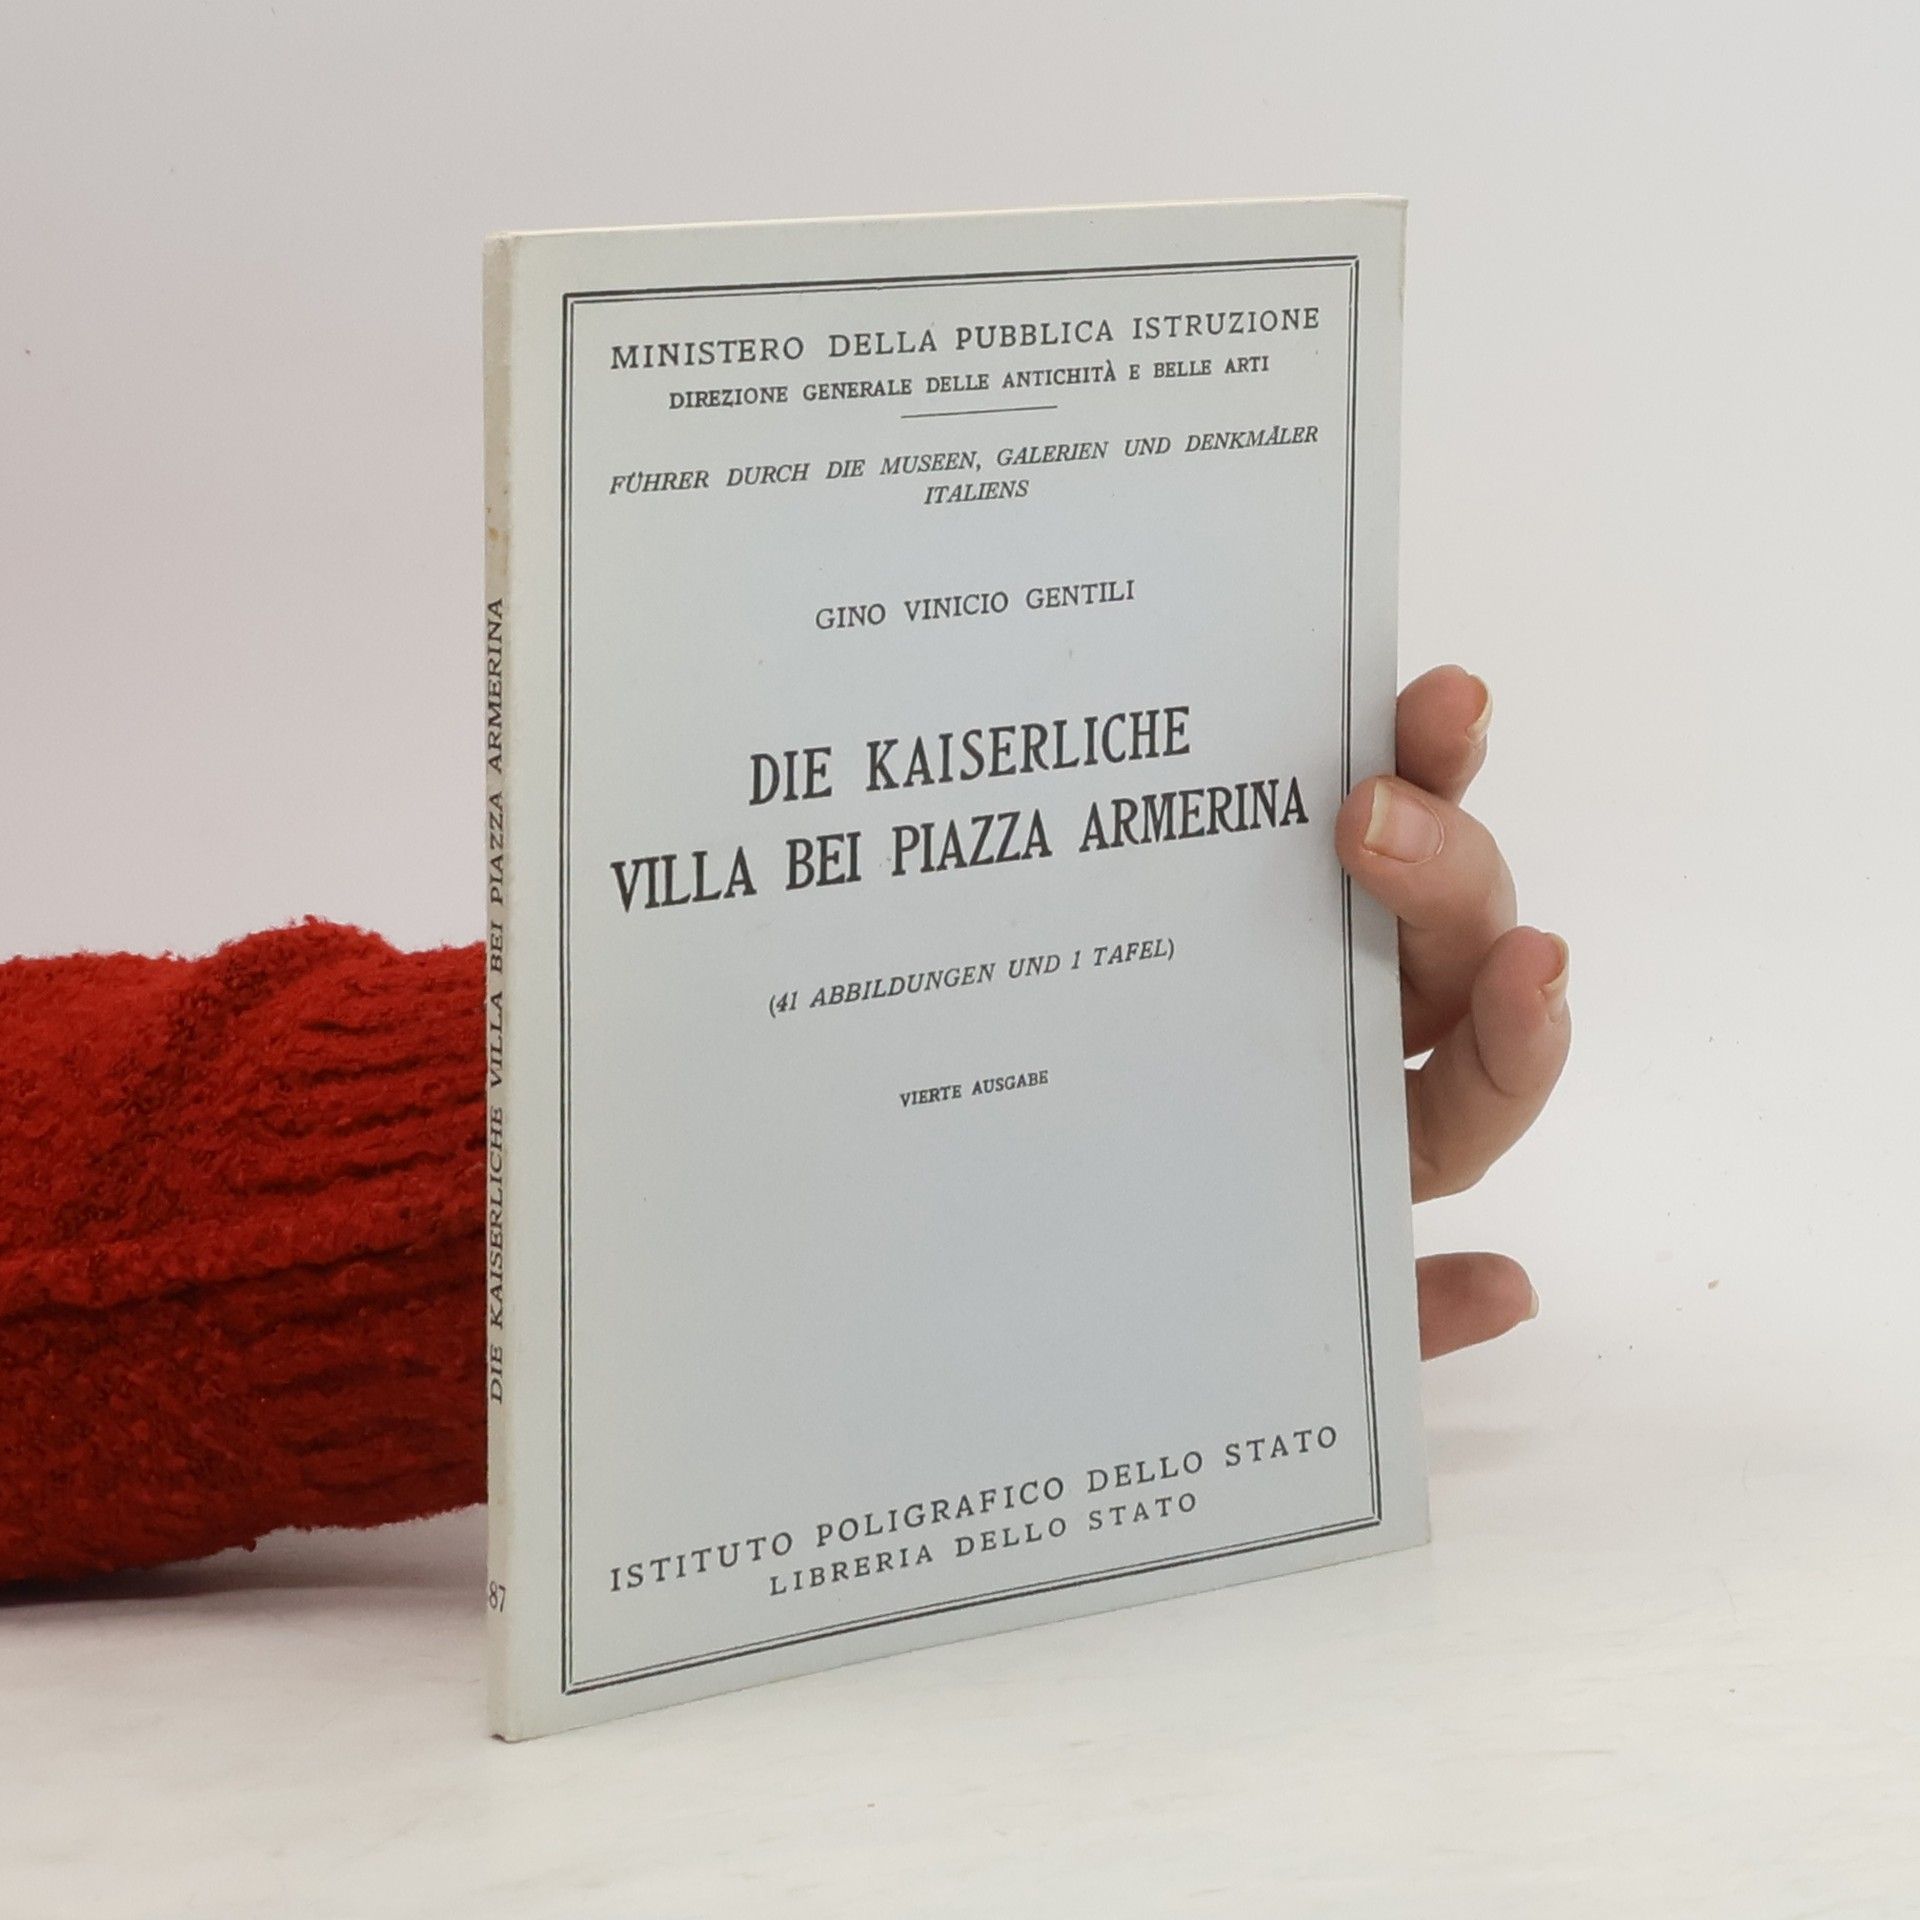 MINISTERO DELLA PUBBLICA ISTRUZIONE
DIREZIONE GENERALE DELLE ANTICHITÀ E BELLE ARTI
FÜHRER DURCH DIE MUSEEN, GALERIEN UND DENKMÄLER
ITALIENS
GINO VINICIO GENTILI
DIE KAISERLICHE
VILLA BEI PIAZZA ARMERINA
(41 ABBILDUNGEN UND 1 TAFEL)
VIERTE AUSGABE
ISTITUTO POLIGRAFICO DELLO STATO
LIBRERIA DELLO STATO
DIE KAISERLICHE VILLA BEI PIAZZA ARMERINA
87